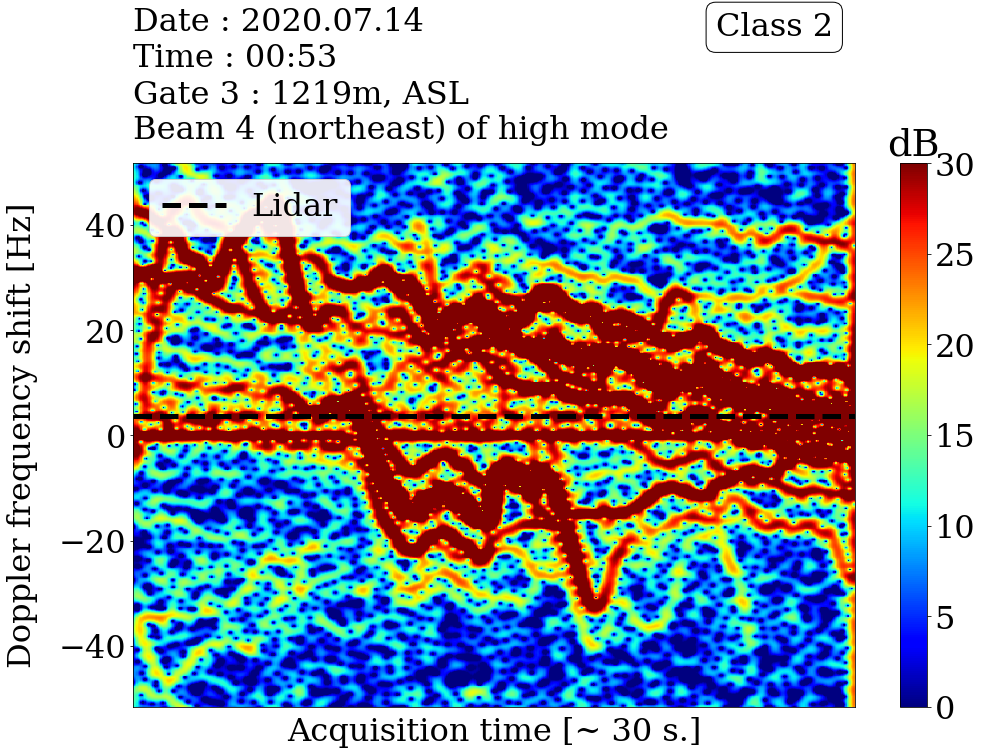 Date : 2020.07.14
Time : 00:53
Gate 3 : 1219m, ASL
Beam 4 (northeast) of high mode
Class 2
dB
Lidar
Doppler frequency shift [Hz]
40
20
0
−20
−40
30
25
20
15
10
5
0
Acquisition time [~ 30 s.]